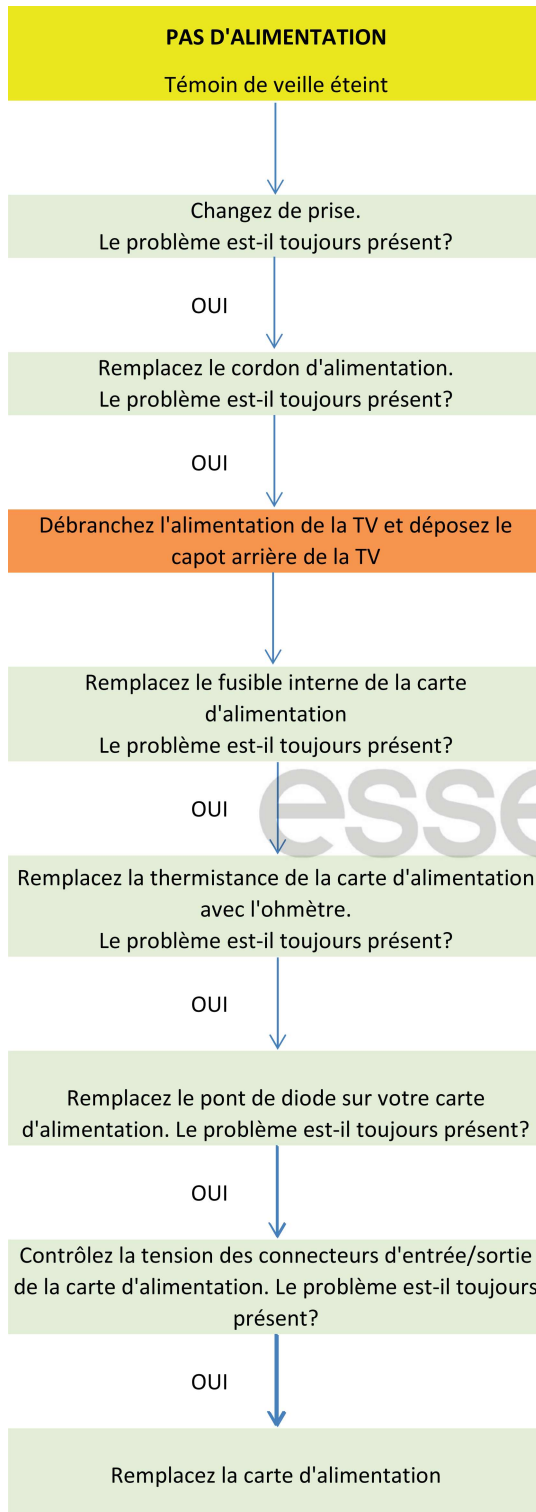 PAS D'ALIMENTATION
Témoin de veille éteint
Changez de prise.
Le problème est-il toujours présent?
OUI
Remplacez le cordon d'alimentation.
Le problème est-il toujours présent?
OUI
Débranchez l'alimentation de la TV et déposez le
capot arrière de la TV
Remplacez le fusible interne de la carte
d'alimentation
Le problème est-il toujours présent?
OUI
esse
Remplacez la thermistance de la carte d'alimentation
avec l'ohmètre.
Le problème est-il toujours présent?
OUI
Remplacez le pont de diode sur votre carte
d'alimentation. Le problème est-il toujours présent?
OUI
Contrôlez la tension des connecteurs d'entrée/sortie
de la carte d'alimentation. Le problème est-il toujours
présent?
OUI
Remplacez la carte d'alimentation